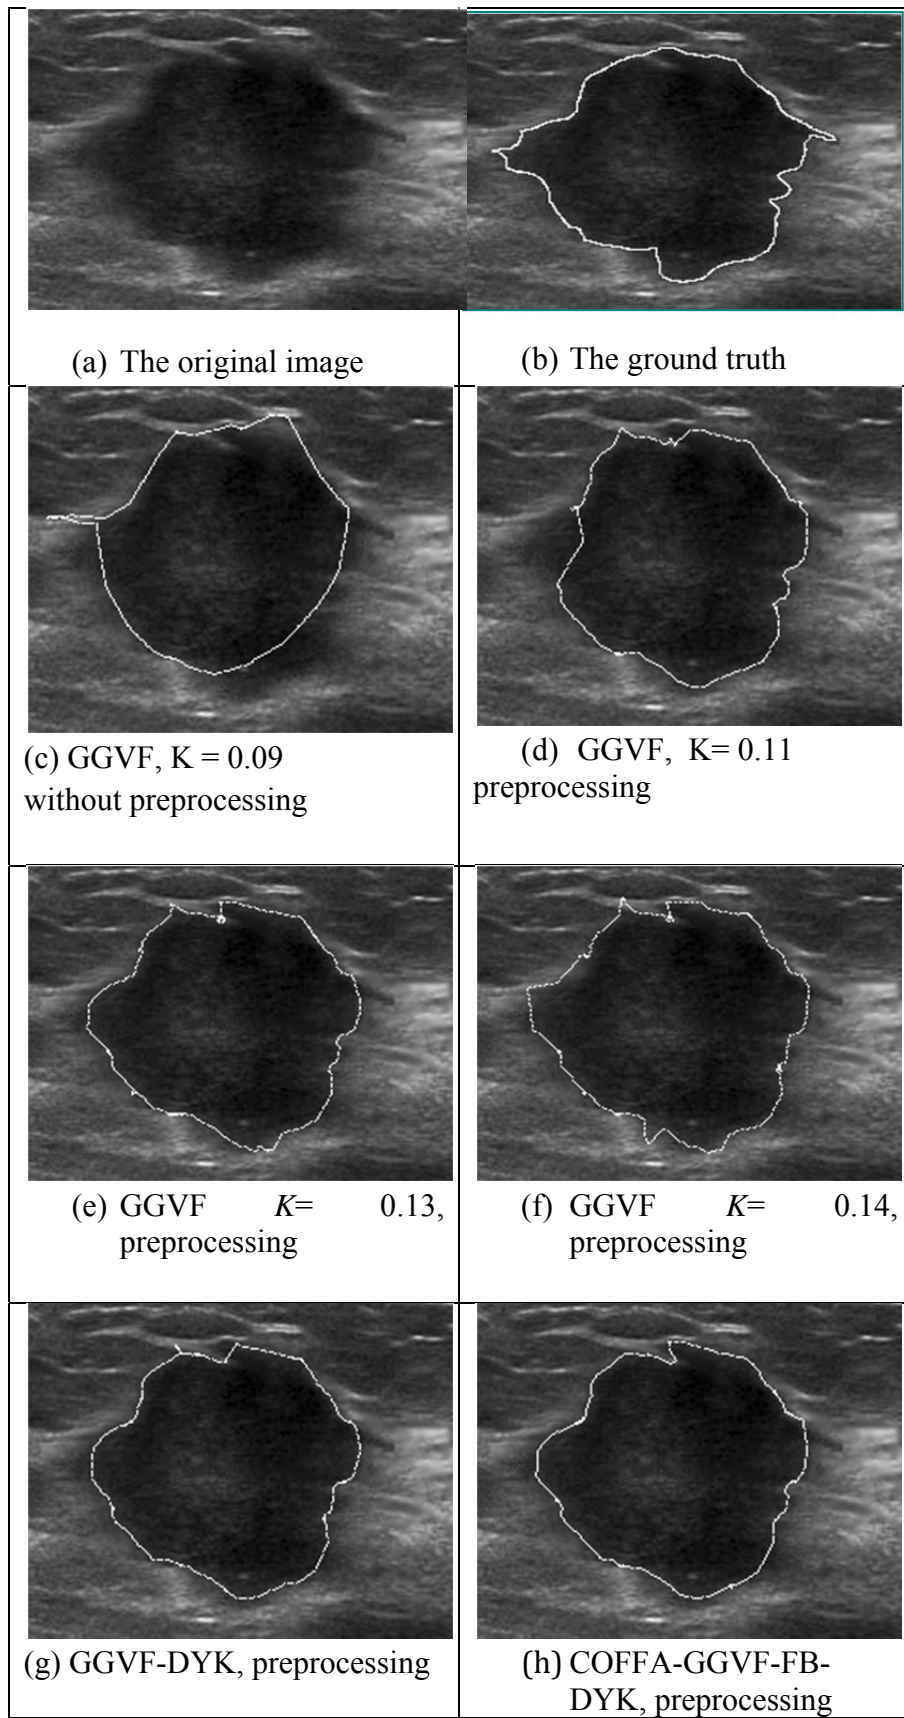 (a) The original image
(b) The ground truth
(c) GGVF, K = 0.09
without preprocessing
(d) GGVF, K= 0.11
preprocessing
(e) GGVF K= 0.13,
preprocessing
(f) GGVF K= 0.14,
preprocessing
(g) GGVF-DYK, preprocessing
(h) COFFA-GGVF-FB-
DYK, preprocessing